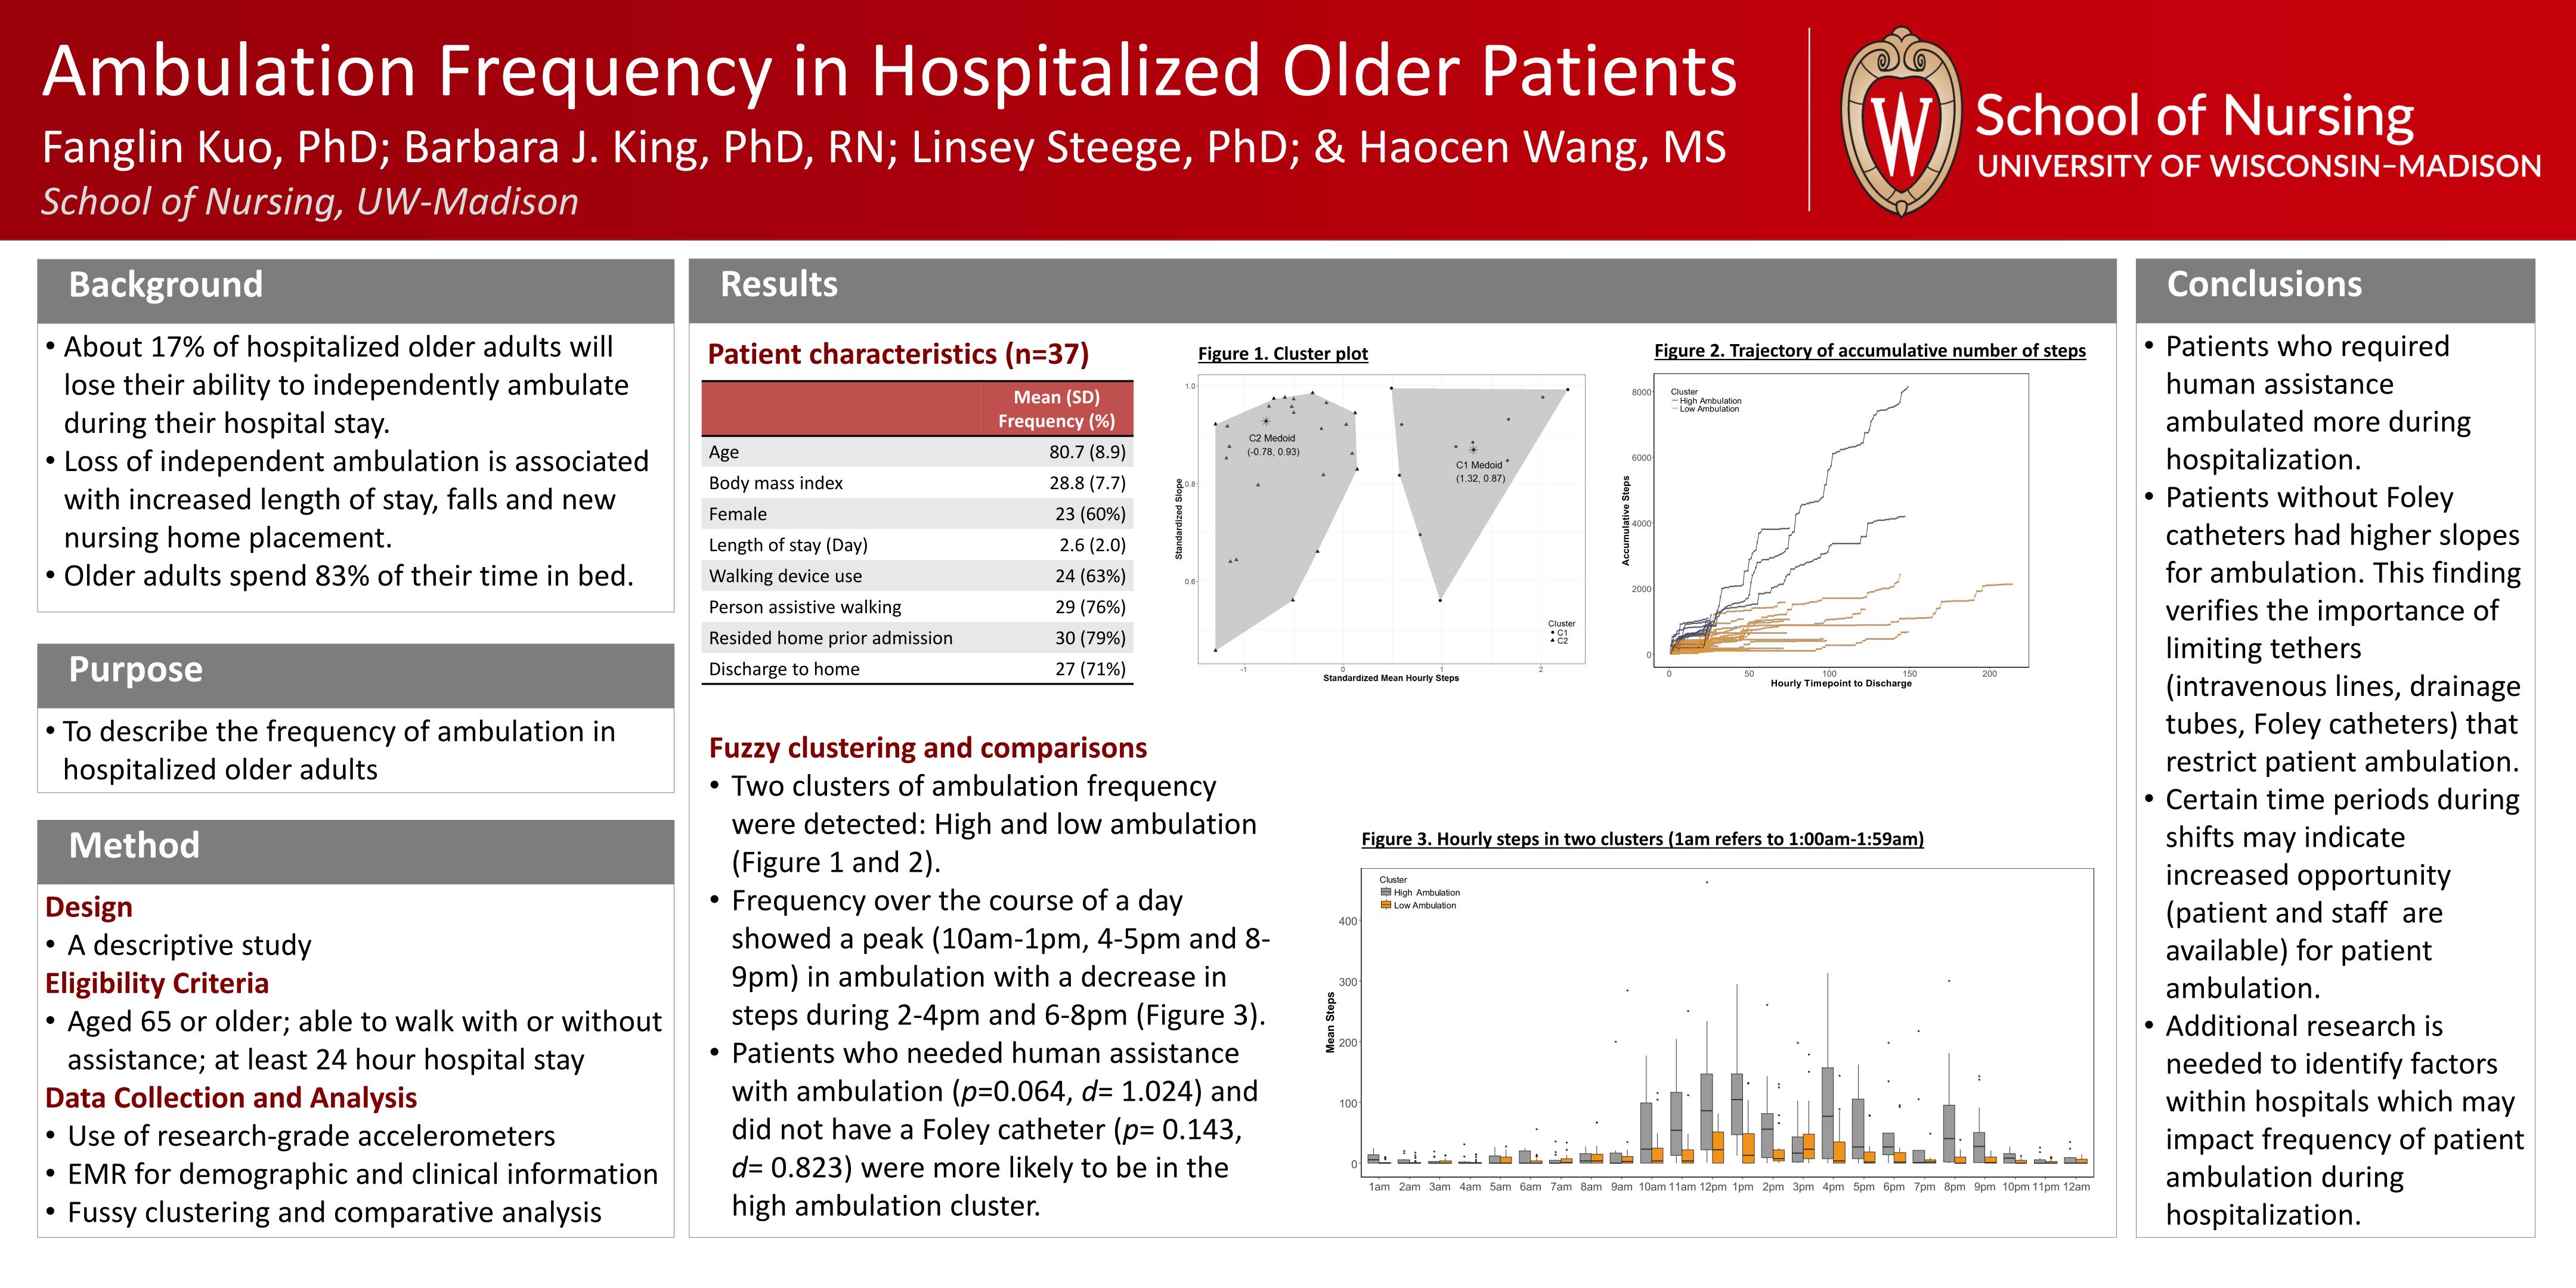 Ambulation Frequency in Hospitalized Older Patients
Fanglin Kuo, PhD; Barbara J. King, PhD, RN; Linsey Steege, PhD; & Haocen Wang, MS
School of Nursing, UW-Madison
W
School of Nursing
UNIVERSITY OF WISCONSIN–MADISON
Background
• About 17% of hospitalized older adults will
lose their ability to independently ambulate
during their hospital stay.
• Loss of independent ambulation is associated
with increased length of stay, falls and new
nursing home placement.
• Older adults spend 83% of their time in bed.
Purpose
• To describe the frequency of ambulation in
hospitalized older adults
Method
Design
• A descriptive study
Eligibility Criteria
• Aged 65 or older; able to walk with or without
assistance; at least 24 hour hospital stay
Data Collection and Analysis
• Use of research-grade accelerometers
• EMR for demographic and clinical information
• Fussy clustering and comparative analysis
Results
Patient characteristics (n=37)
Mean (SD)
Frequency (%)
Age 80.7 (8.9)
Body mass index 28.8 (7.7)
Female 23 (60%)
Length of stay (Day) 2.6 (2.0)
Walking device use 24 (63%)
Person assistive walking 29 (76%)
Resided home prior admission 30 (79%)
Discharge to home 27 (71%)
Figure 1. Cluster plot
1.0
0.8
0.6
Standardized Slope
C2 Medoid
(-0.78, 0.93)
C1 Medoid
(1.32, 0.87)
Cluster
C1
C2
-1 0 1 2
Standardized Mean Hourly Steps
Figure 2. Trajectory of accumulative number of steps
Cluster
High Ambulation
Low Ambulation
8000
6000
4000
2000
0
Accumulative Steps
0 50 100 150 200
Hourly Timepoint to Discharge
Fuzzy clustering and comparisons
• Two clusters of ambulation frequency
were detected: High and low ambulation
(Figure 1 and 2).
• Frequency over the course of a day
showed a peak (10am-1pm, 4-5pm and 8-
9pm) in ambulation with a decrease in
steps during 2-4pm and 6-8pm (Figure 3).
• Patients who needed human assistance
with ambulation (p=0.064, d= 1.024) and
did not have a Foley catheter (p= 0.143,
d= 0.823) were more likely to be in the
high ambulation cluster.
Figure 3. Hourly steps in two clusters (1am refers to 1:00am-1:59am)
Cluster
High Ambulation
Low Ambulation
400
300
200
100
0
Mean Steps
1am 2am 3am 4am 5am 6am 7am 8am 9am 10am 11am 12pm 1pm 2pm 3pm 4pm 5pm 6pm 7pm 8pm 9pm 10pm 11pm 12am
Conclusions
• Patients who required
human assistance
ambulated more during
hospitalization.
• Patients without Foley
catheters had higher slopes
for ambulation. This finding
verifies the importance of
limiting tethers
(intravenous lines, drainage
tubes, Foley catheters) that
restrict patient ambulation.
• Certain time periods during
shifts may indicate
increased opportunity
(patient and staff are
available) for patient
ambulation.
• Additional research is
needed to identify factors
within hospitals which may
impact frequency of patient
ambulation during
hospitalization.